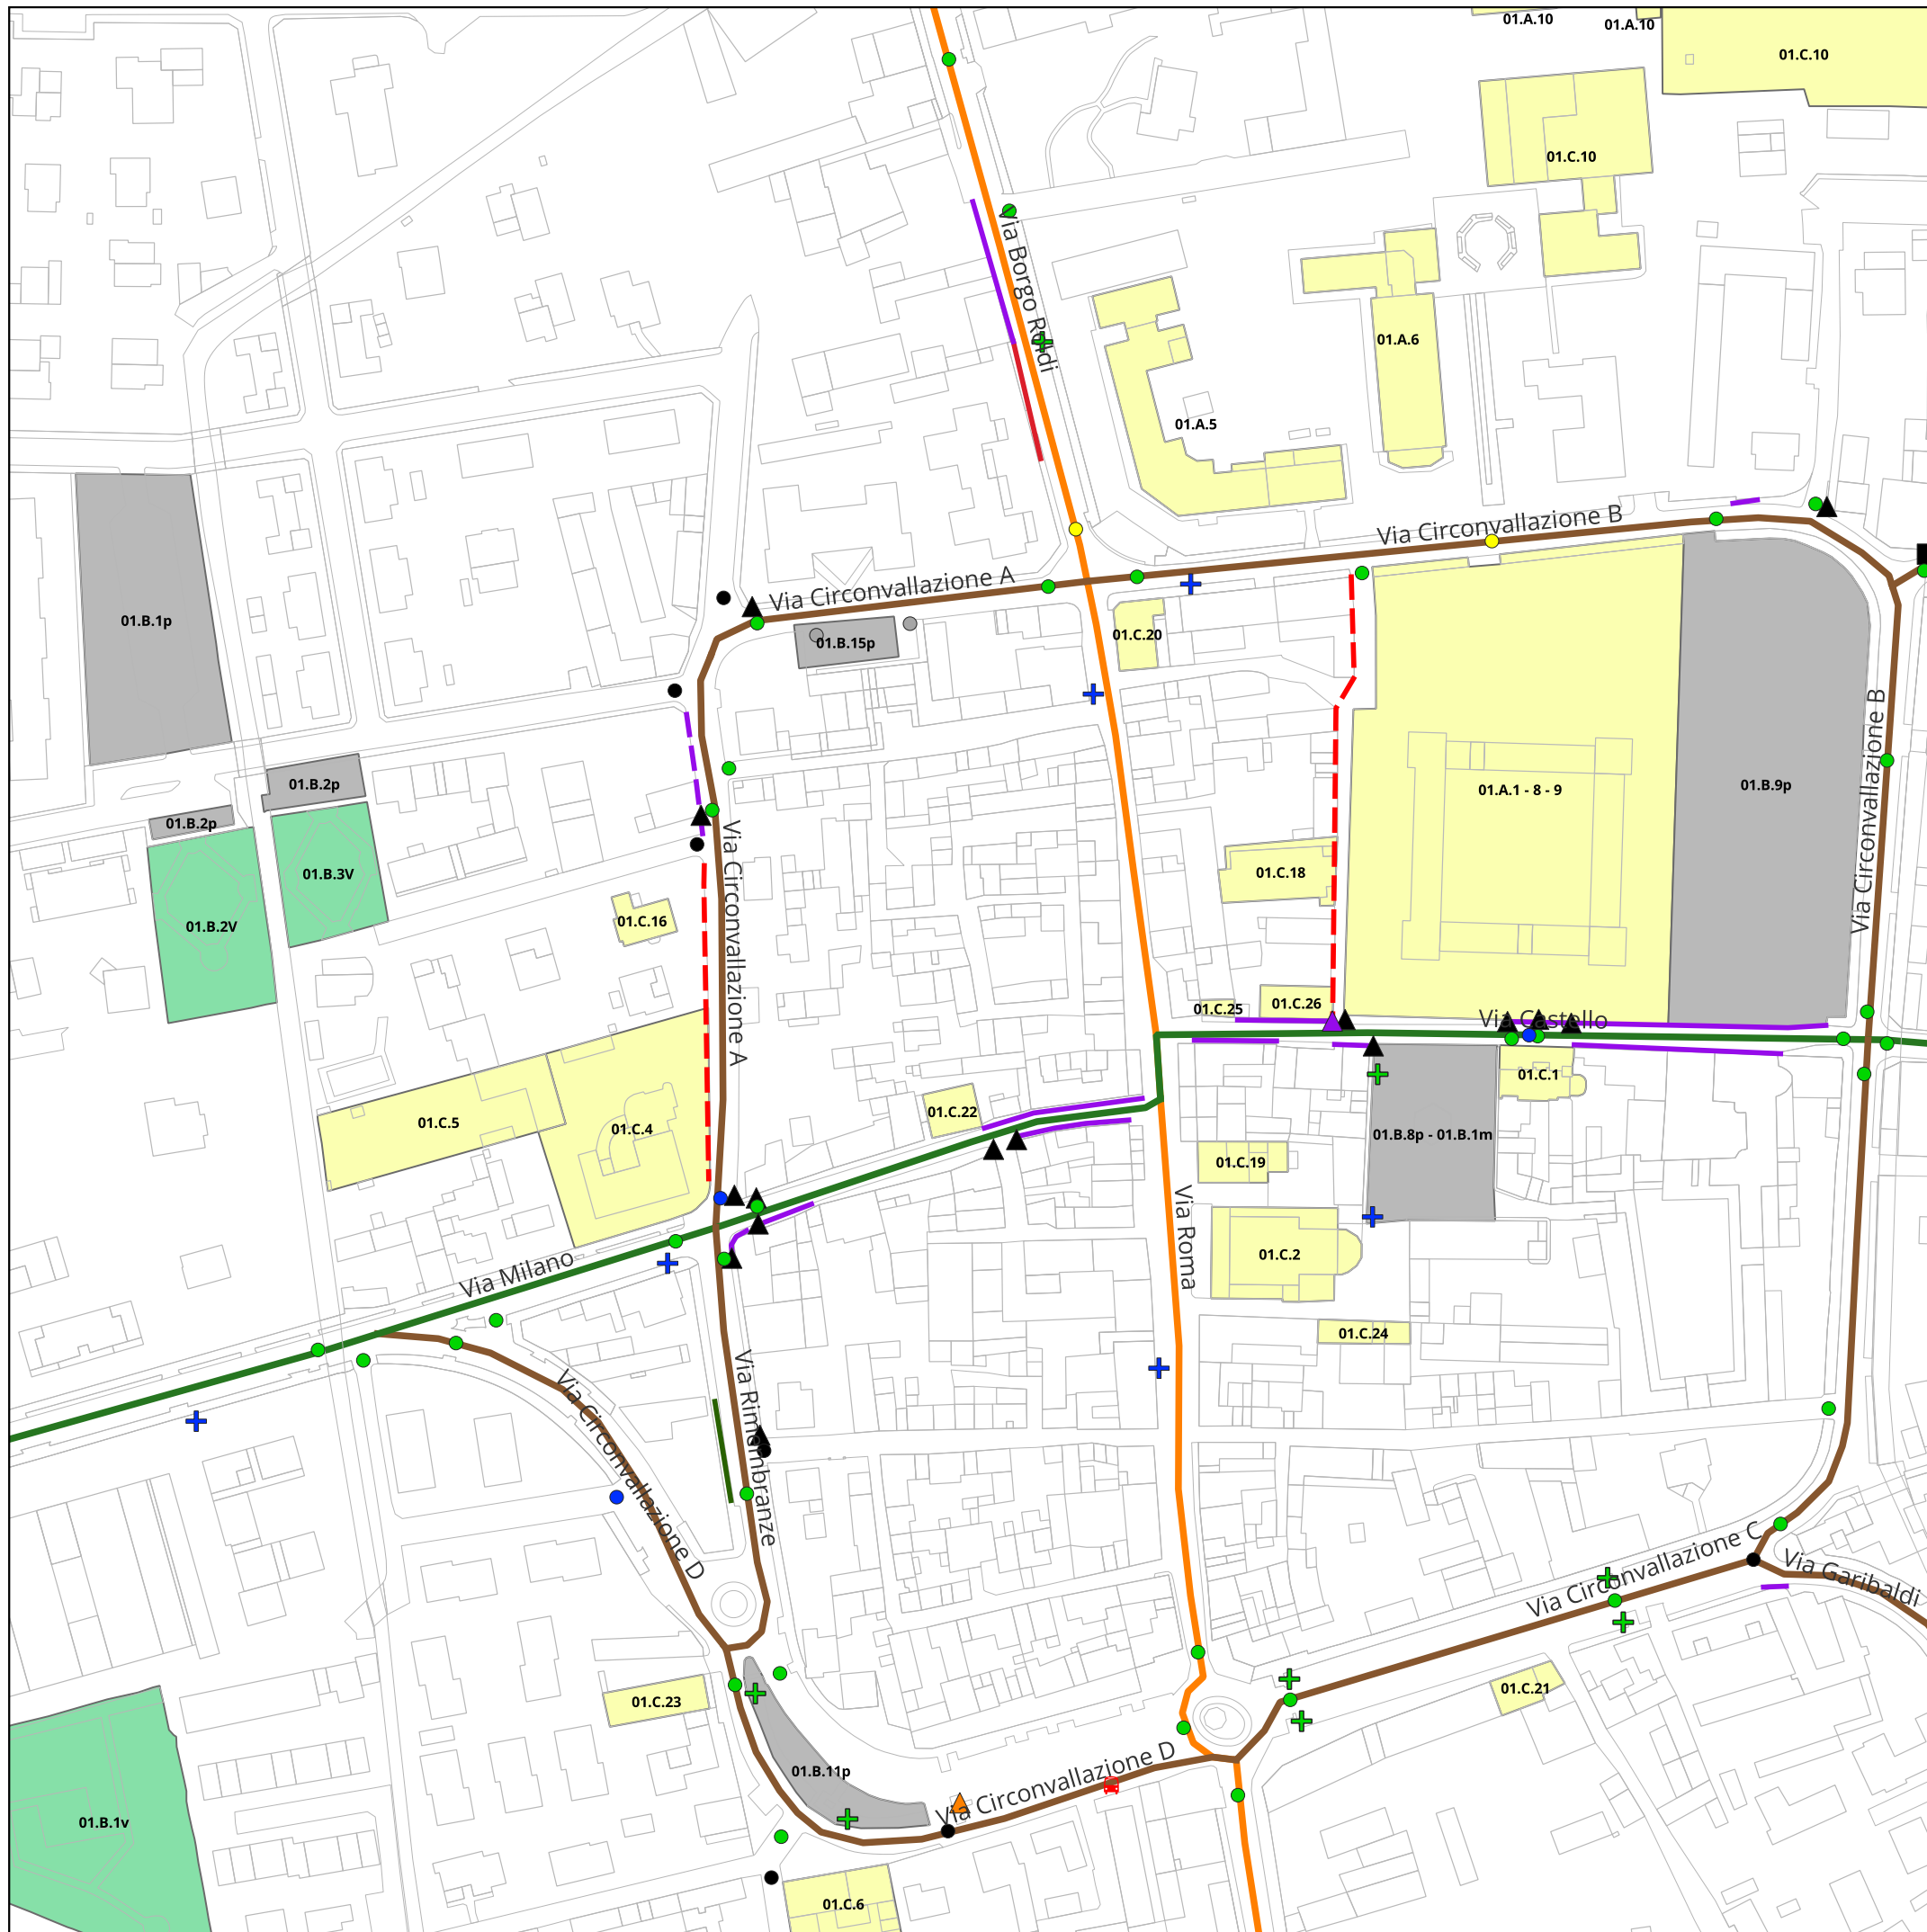 01.A.10
01.A.10
01.C.10
01.C.10
Via Borgo Roldi
01.A.6
01.A.5
Via Circonvallazione B
Via Circonvallazione A
01.B.1p
01.B.15p
01.C.20
01.B.2p
01.A.1 - 8 - 9
01.B.9p
Via Circonvallazione B
01.B.2p
01.B.3V
01.C.18
01.B.2V
01.C.16
Via Circonvallazione A
01.C.25
01.C.26
Via Castello
01.C.1
01.C.22
01.C.5
01.C.4
01.B.8p - 01.B.1m
01.C.19
Via Roma
01.C.2
Via Milano
01.C.24
Via Circonvallazione D
Via Rimembranze
Via Circonvallazione C
Via Garibaldi
01.C.23
01.C.21
01.B.11p
Via Circonvallazione D
01.B.1v
01.C.6